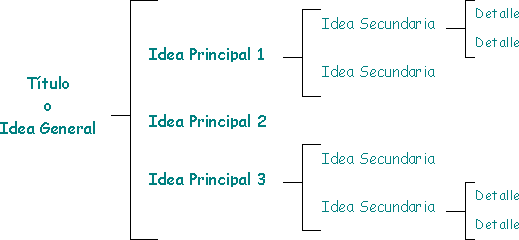 Título
o
Idea General
Idea Principal 1
Idea Secundaria
Detalle
Detalle
Idea Secundaria
Idea Principal 2
Idea Principal 3
Idea Secundaria
Idea Secundaria
Detalle
Detalle